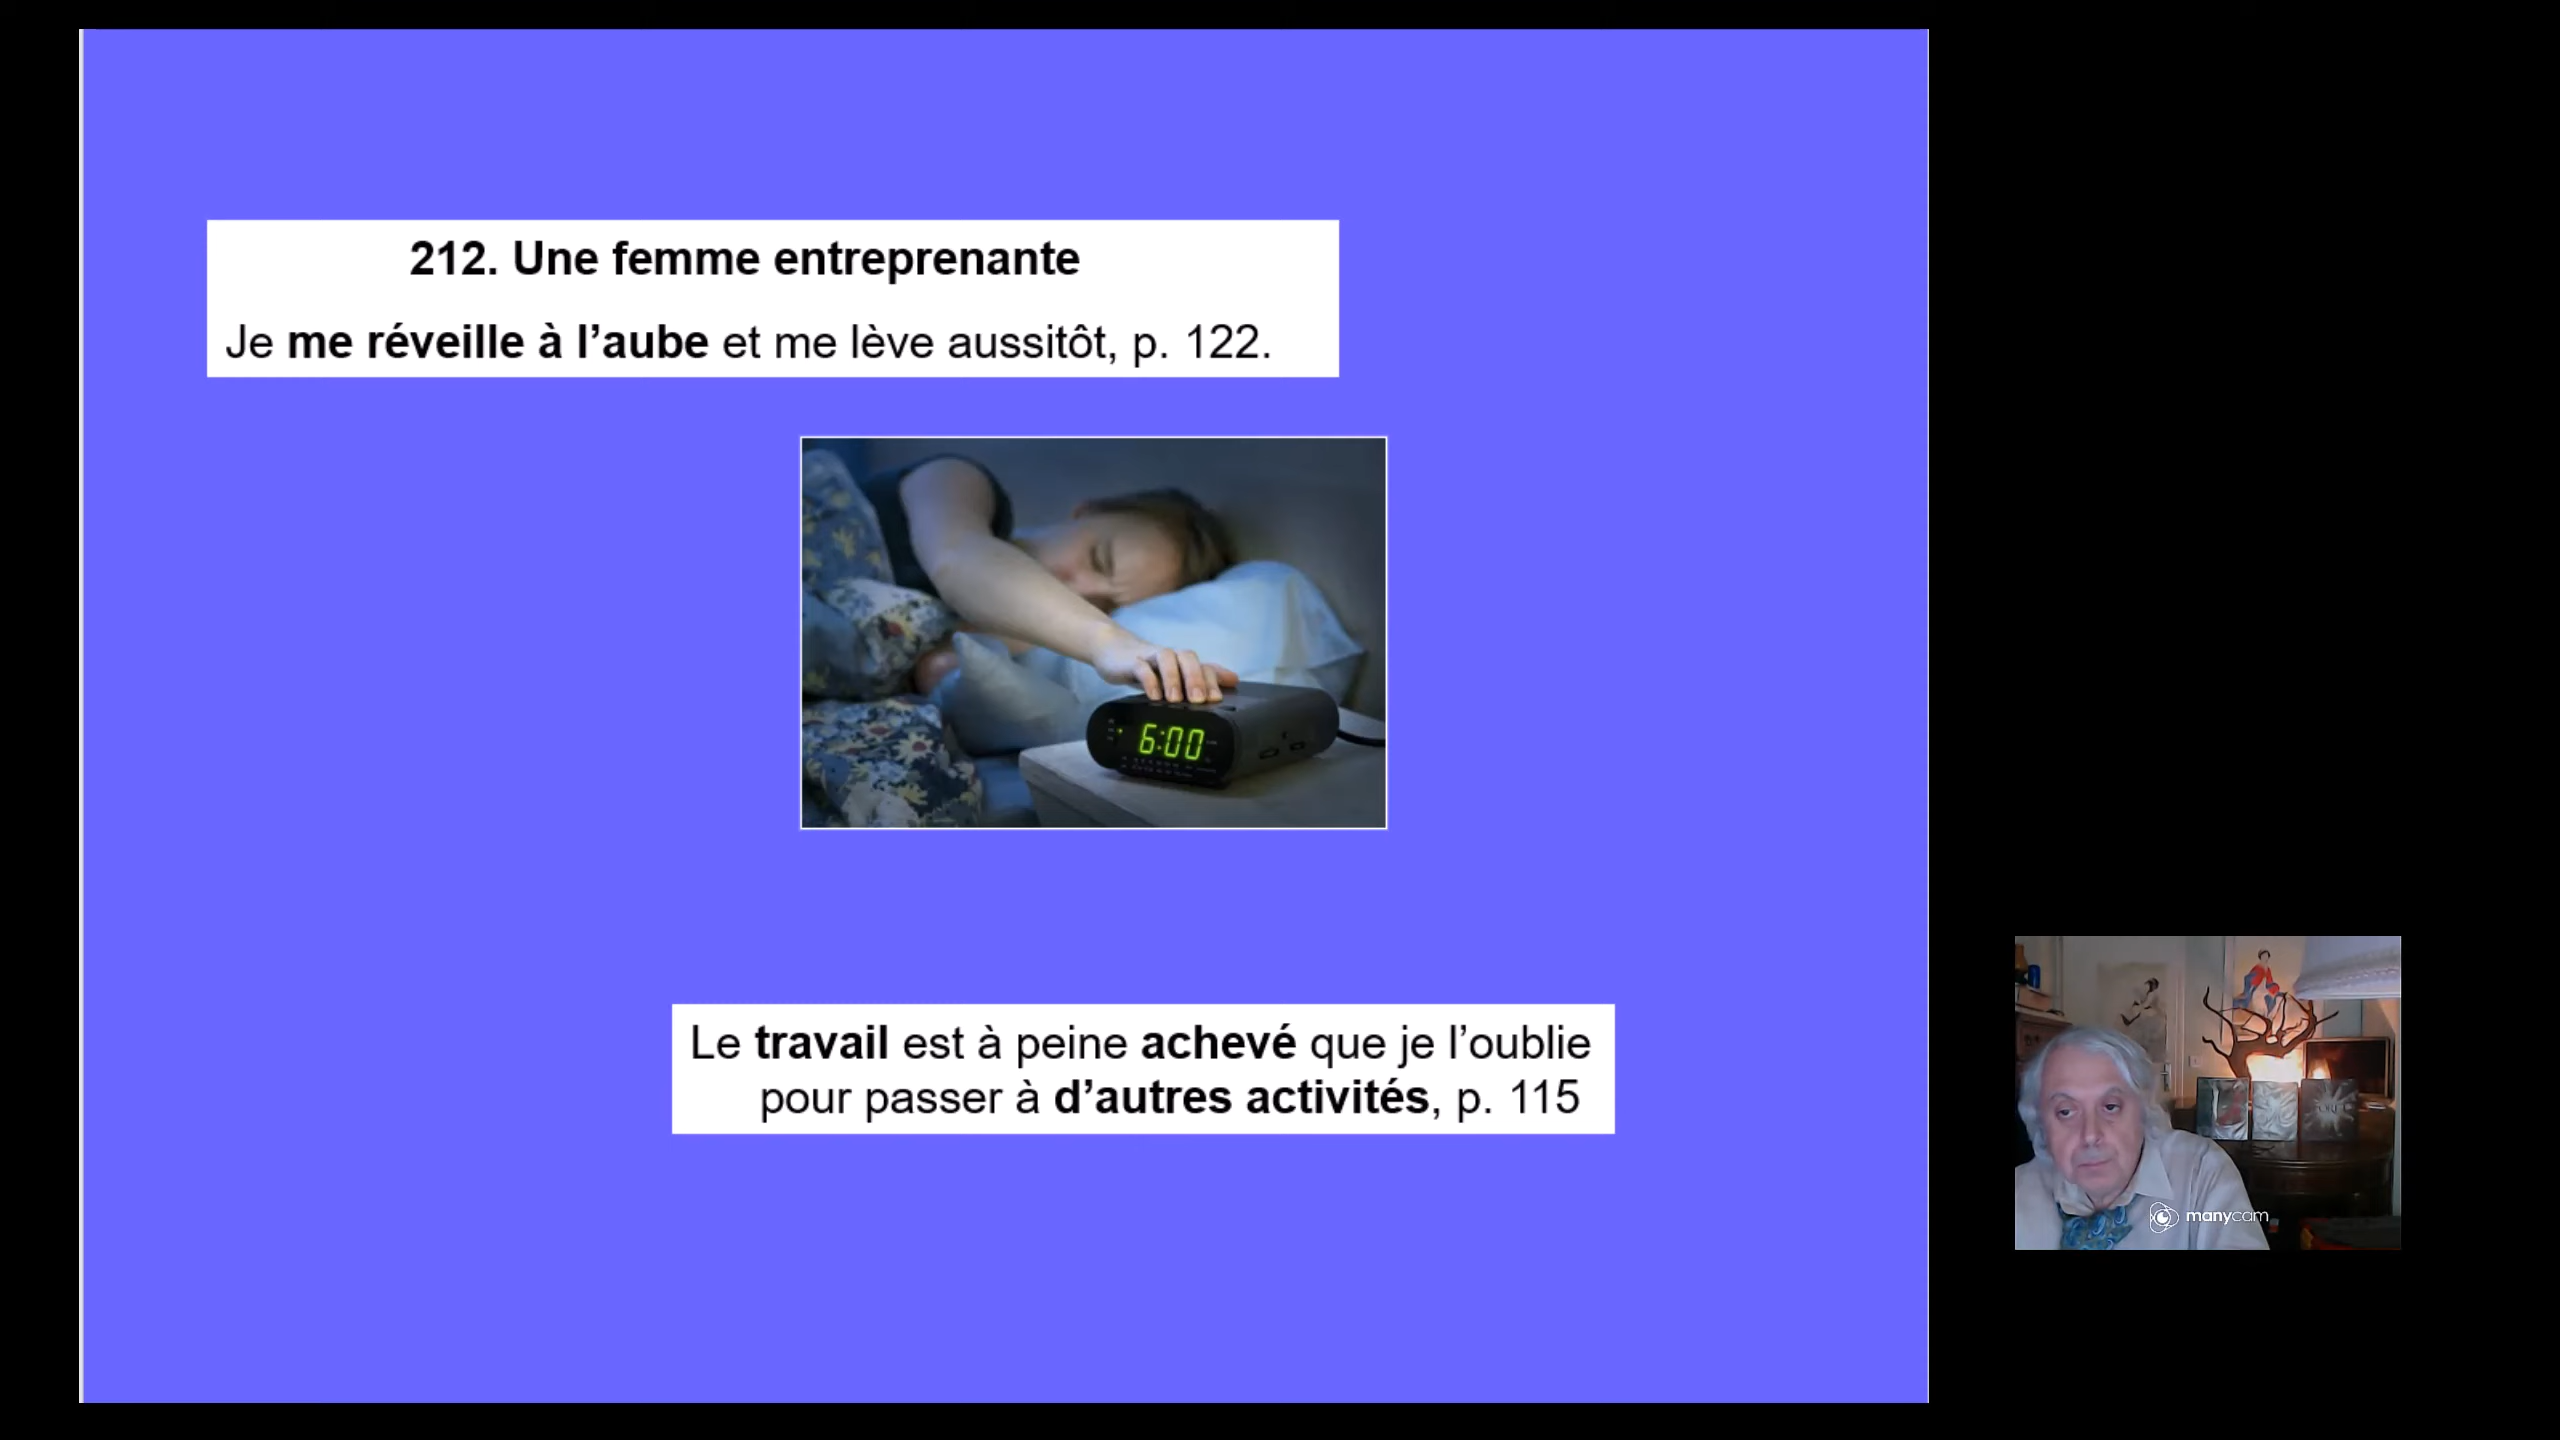 212. Une femme entreprenante
Je me réveille à l’aube et me lève aussitôt, p. 122.
6:00
Le travail est à peine achevé que je l’oublie
pour passer à d’autres activités, p. 115
manycam